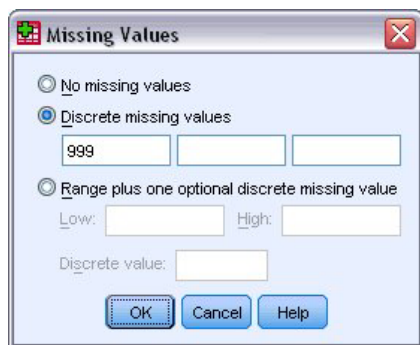 Missing Values
No missing values
Discrete missing values
999
Range plus one optional discrete missing value
Low: High:
Discrete value:
OK Cancel Help